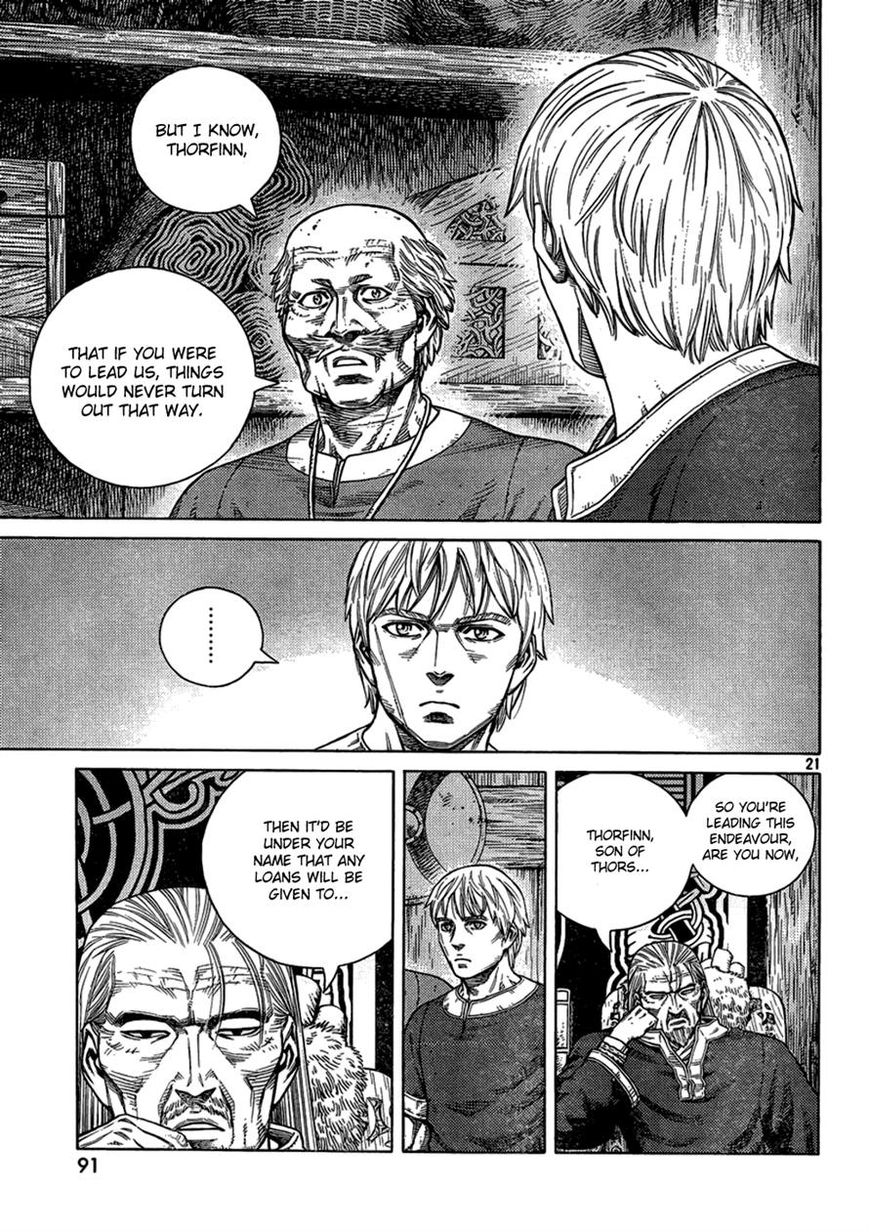 BUT I KNOW,
THORFINN,
THAT IF YOU WERE
TO LEAD US, THINGS
WOULD NEVER TURN
OUT THAT WAY.
........
21
SO YOU'RE
LEADING THIS
ENDEAVOUR,
ARE YOU NOW,
THORFINN,
SON OF
THORS...
THEN IT'D BE
UNDER YOUR
NAME THAT ANY
LOANS WILL BE
GIVEN TO...
91